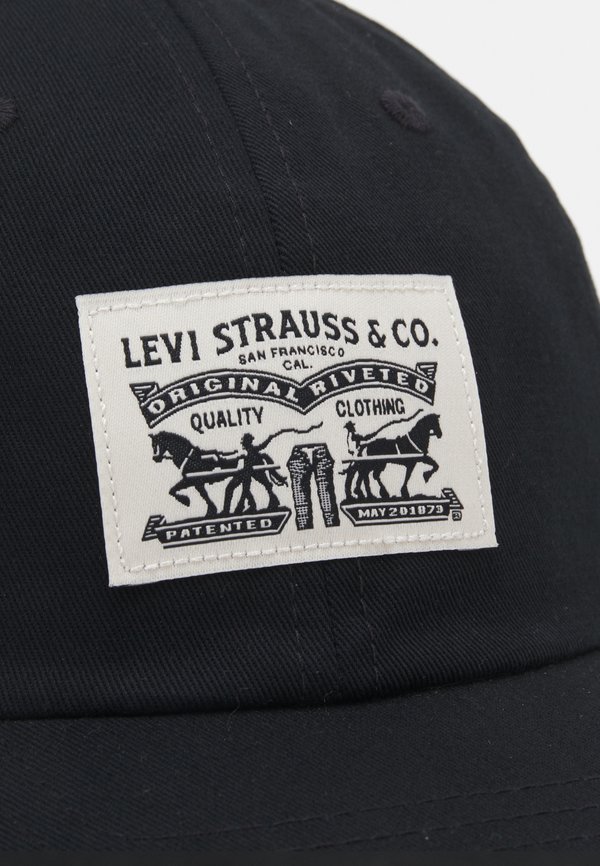 LEVI STRAUSS & CO.
SAN FRANCISCO
CAL.
ORIGINAL RIVETED
QUALITY CLOTHING
PATENTED MAY 20 1873
®